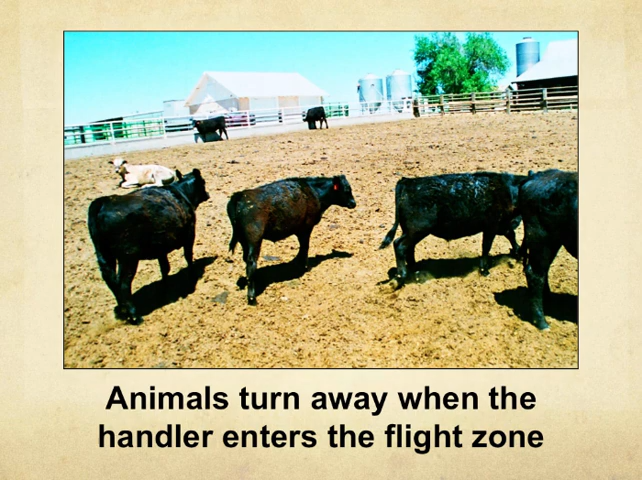 Animals turn away when the
handler enters the flight zone